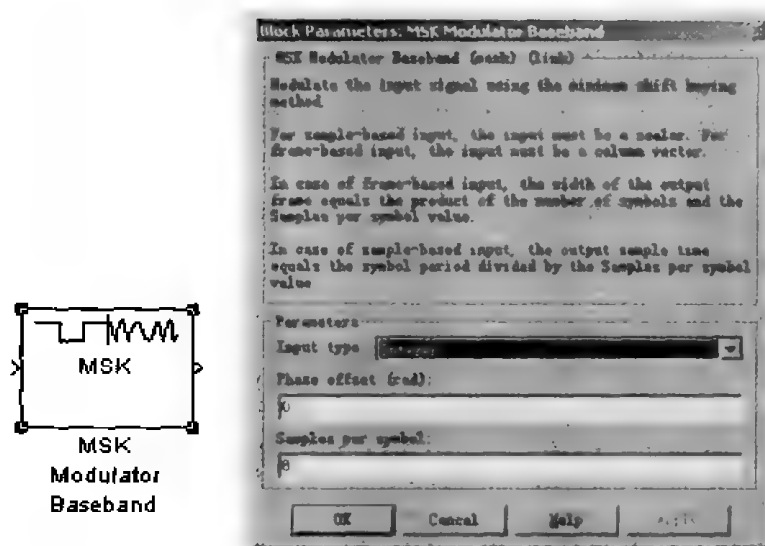 MSK
MSK
Modulator
Baseband
Block Parameters: MSK Modulator Baseband
MSK Modulator Baseband (mask) (link)
Modulate the input signal using the minimum shift keying
method
For sample-based input, the input must be a scalar. For
frame-based input, the input must be a column vector.
In case of frame-based input, the width of the output
frame equals the product of the number of symbols and the
Samples per symbol value.
In case of sample-based input, the output sample time
equals the symbol period divided by the Samples per symbol
value
Parameters
Input type
Phase offset (rad):
0
Samples per symbol:
8
OK
Cancel
Help
Apply